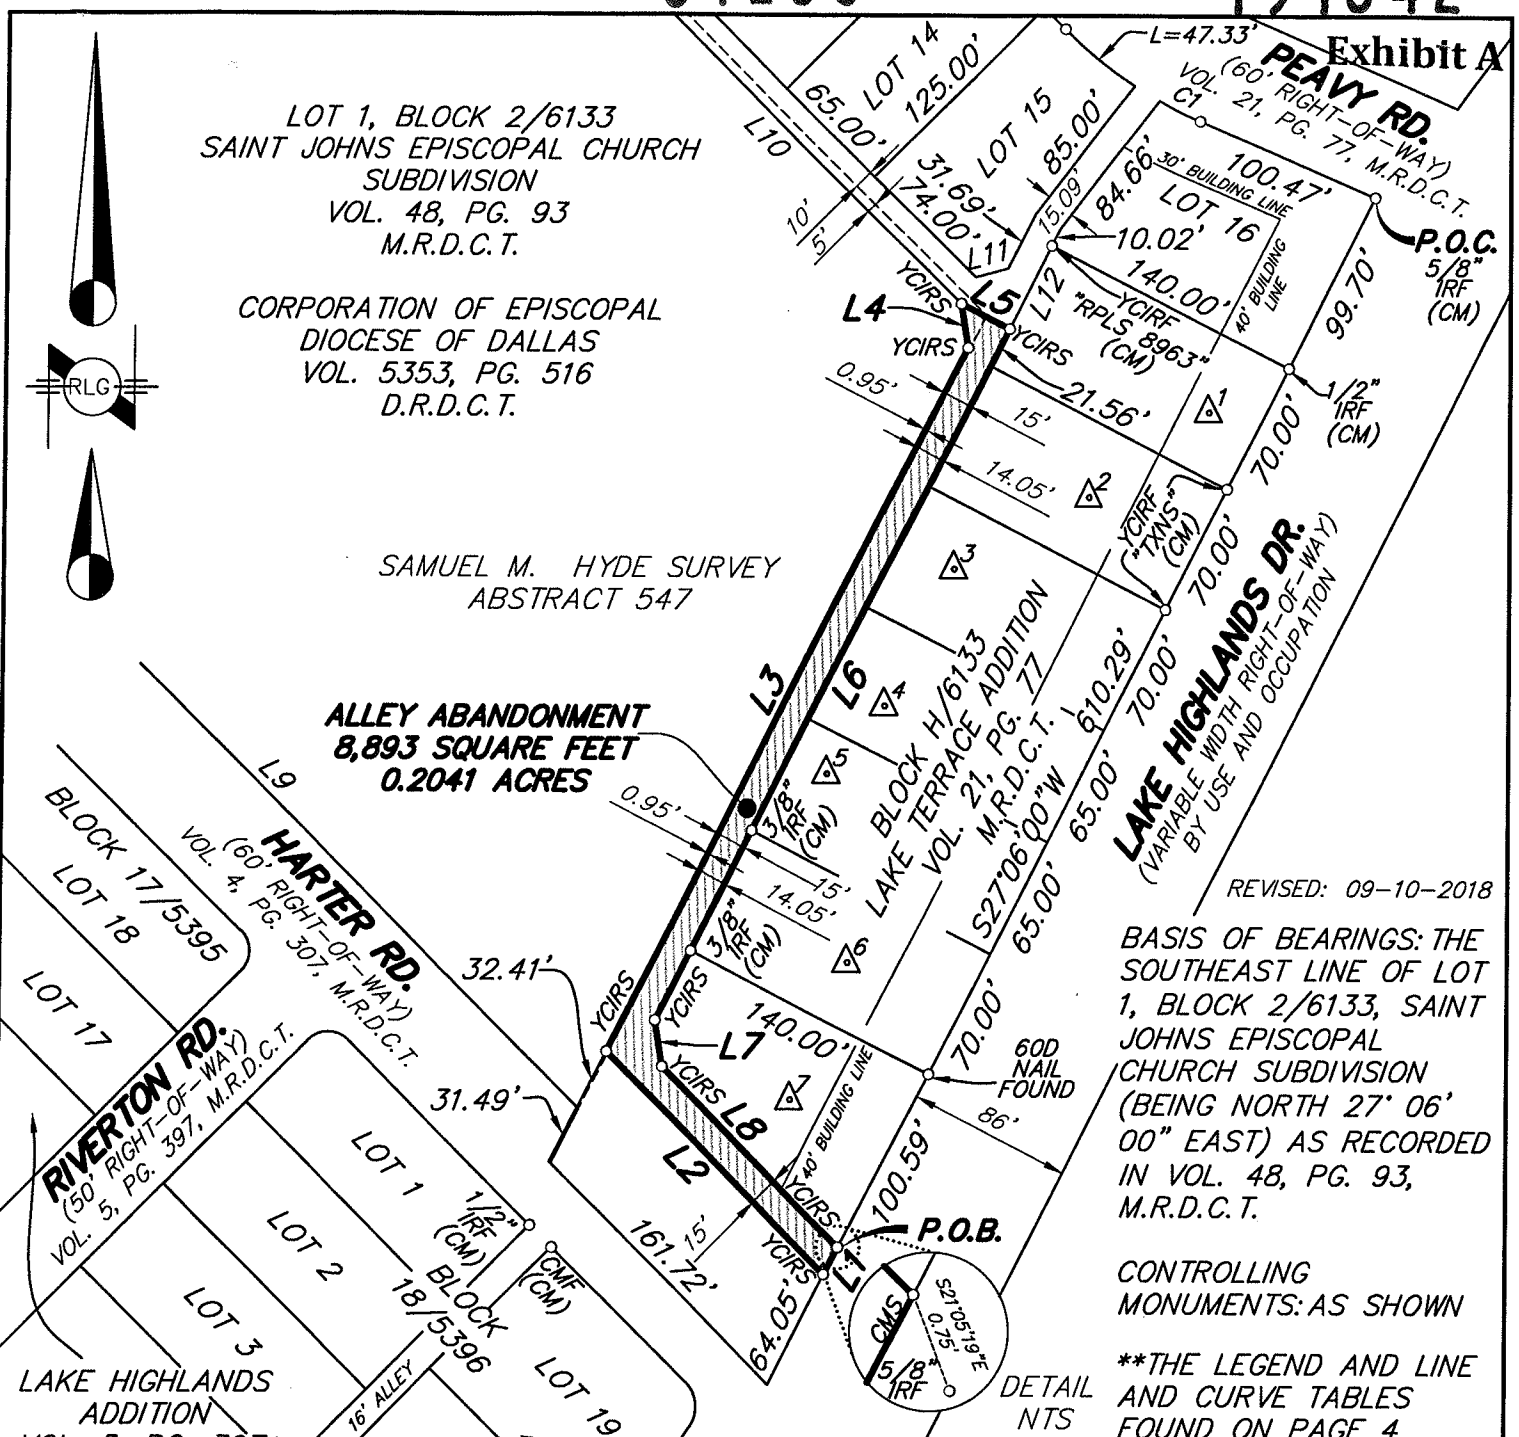 Exhibit A
LOT 1, BLOCK 2/6133
SAINT JOHNS EPISCOPAL CHURCH
SUBDIVISION
VOL. 48, PG. 93
M.R.D.C.T.
CORPORATION OF EPISCOPAL
DIOCESE OF DALLAS
VOL. 5353, PG. 516
D.R.D.C.T.
RLG
SAMUEL M. HYDE SURVEY
ABSTRACT 547
ALLEY ABANDONMENT
8,893 SQUARE FEET
0.2041 ACRES
L=47.33'
PEAVY RD.
(60' RIGHT-OF-WAY)
VOL. 21, PG. 77, M.R.D.C.T.
C1
LOT 14
125.00'
65.00'
L10
LOT 15
85.00'
31.69'
74.00'
L11
10'
5'
15.09'
84.66'
30' BUILDING LINE
100.47'
LOT 16
10.02'
140.00'
40' BUILDING
LINE
P.O.C.
5/8"
IRF
(CM)
99.70'
YCIRS
L5
L4
L12
YCIRF
"RPLS 8963"
(CM)
YCIRS
YCIRS
0.95'
15'
21.56'
14.05'
1
1/2"
IRF
(CM)
70.00'
2
YCIRF
"TXNS"
(CM)
70.00'
3
L3
L6
4
5
BLOCK H/6133
LAKE TERRACE ADDITION
VOL. 21, PG. 77
M.R.D.C.T.
S27°06'00"W
610.29'
70.00'
65.00'
65.00'
70.00'
LAKE HIGHLANDS DR.
(VARIABLE WIDTH RIGHT-OF-WAY)
BY USE AND OCCUPATION
L9
HARTER RD.
(60' RIGHT-OF-WAY)
VOL. 4, PG. 307, M.R.D.C.T.
BLOCK 17/5395
LOT 18
LOT 17
0.95'
3/8"
IRF
(CM)
15'
14.05'
3/8"
IRF
(CM)
6
32.41'
YCIRS
YCIRS
L7
140.00'
YCIRS
60D
NAIL
FOUND
7
40' BUILDING LINE
86'
31.49'
L8
L2
100.59'
YCIRS
15'
YCIRS
P.O.B.
L1
161.72'
64.05'
RIVERTON RD.
(50' RIGHT-OF-WAY)
VOL. 5, PG. 397, M.R.D.C.T.
LOT 1
LOT 2
LOT 3
1/2"
IRF
(CM)
CMF
(CM)
BLOCK
18/5396
LOT 19
16' ALLEY
LAKE HIGHLANDS
ADDITION
CMS
S21°05'19"E
0.75'
5/8"
IRF
DETAIL
NTS
REVISED: 09-10-2018
BASIS OF BEARINGS: THE
SOUTHEAST LINE OF LOT
1, BLOCK 2/6133, SAINT
JOHNS EPISCOPAL
CHURCH SUBDIVISION
(BEING NORTH 27° 06'
00" EAST) AS RECORDED
IN VOL. 48, PG. 93,
M.R.D.C.T.
CONTROLLING
MONUMENTS: AS SHOWN
**THE LEGEND AND LINE
AND CURVE TABLES
FOUND ON PAGE 4